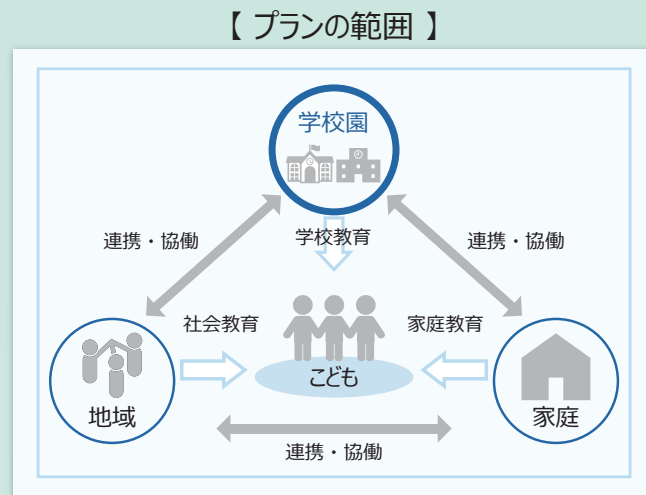 【 プランの範囲 】
学校園
連携・協働
学校教育
連携・協働
社会教育
家庭教育
こども
地域
家庭
連携・協働